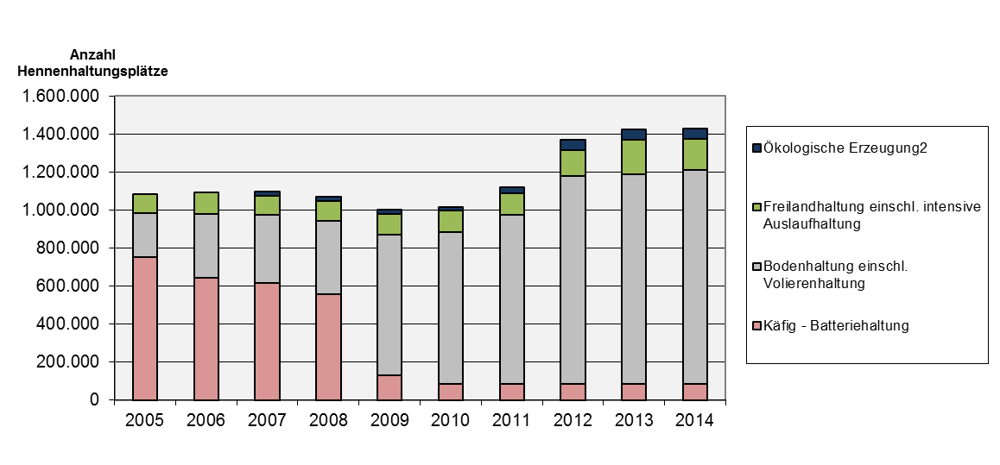 Anzahl
Hennenhaltungsplätze
1.600.000
1.400.000
1.200.000
1.000.000
800.000
600.000
400.000
200.000
0
2005 2006 2007 2008 2009 2010 2011 2012 2013 2014
Ökologische Erzeugung2
Freilandhaltung einschl. intensive
Auslaufhaltung
Bodenhaltung einschl.
Volierenhaltung
Käfig - Batteriehaltung